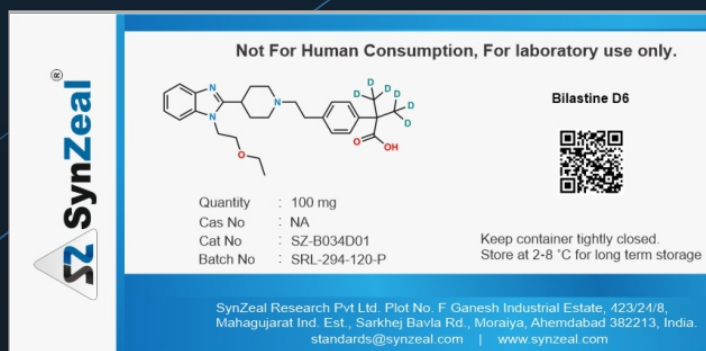 Not For Human Consumption, For laboratory use only.
SZ SynZeal®
N
N
N
O
O
OH
D
D
D
D
D
D
Bilastine D6
Quantity : 100 mg
Cas No : NA
Cat No : SZ-B034D01
Batch No : SRL-294-120-P
Keep container tightly closed.
Store at 2-8 °C for long term storage
SynZeal Research Pvt Ltd. Plot No. F Ganesh Industrial Estate, 423/24/8,
Mahagujarat Ind. Est., Sarkhej Bavla Rd., Moraiya, Ahemdabad 382213, India.
standards@synzeal.com | www.synzeal.com